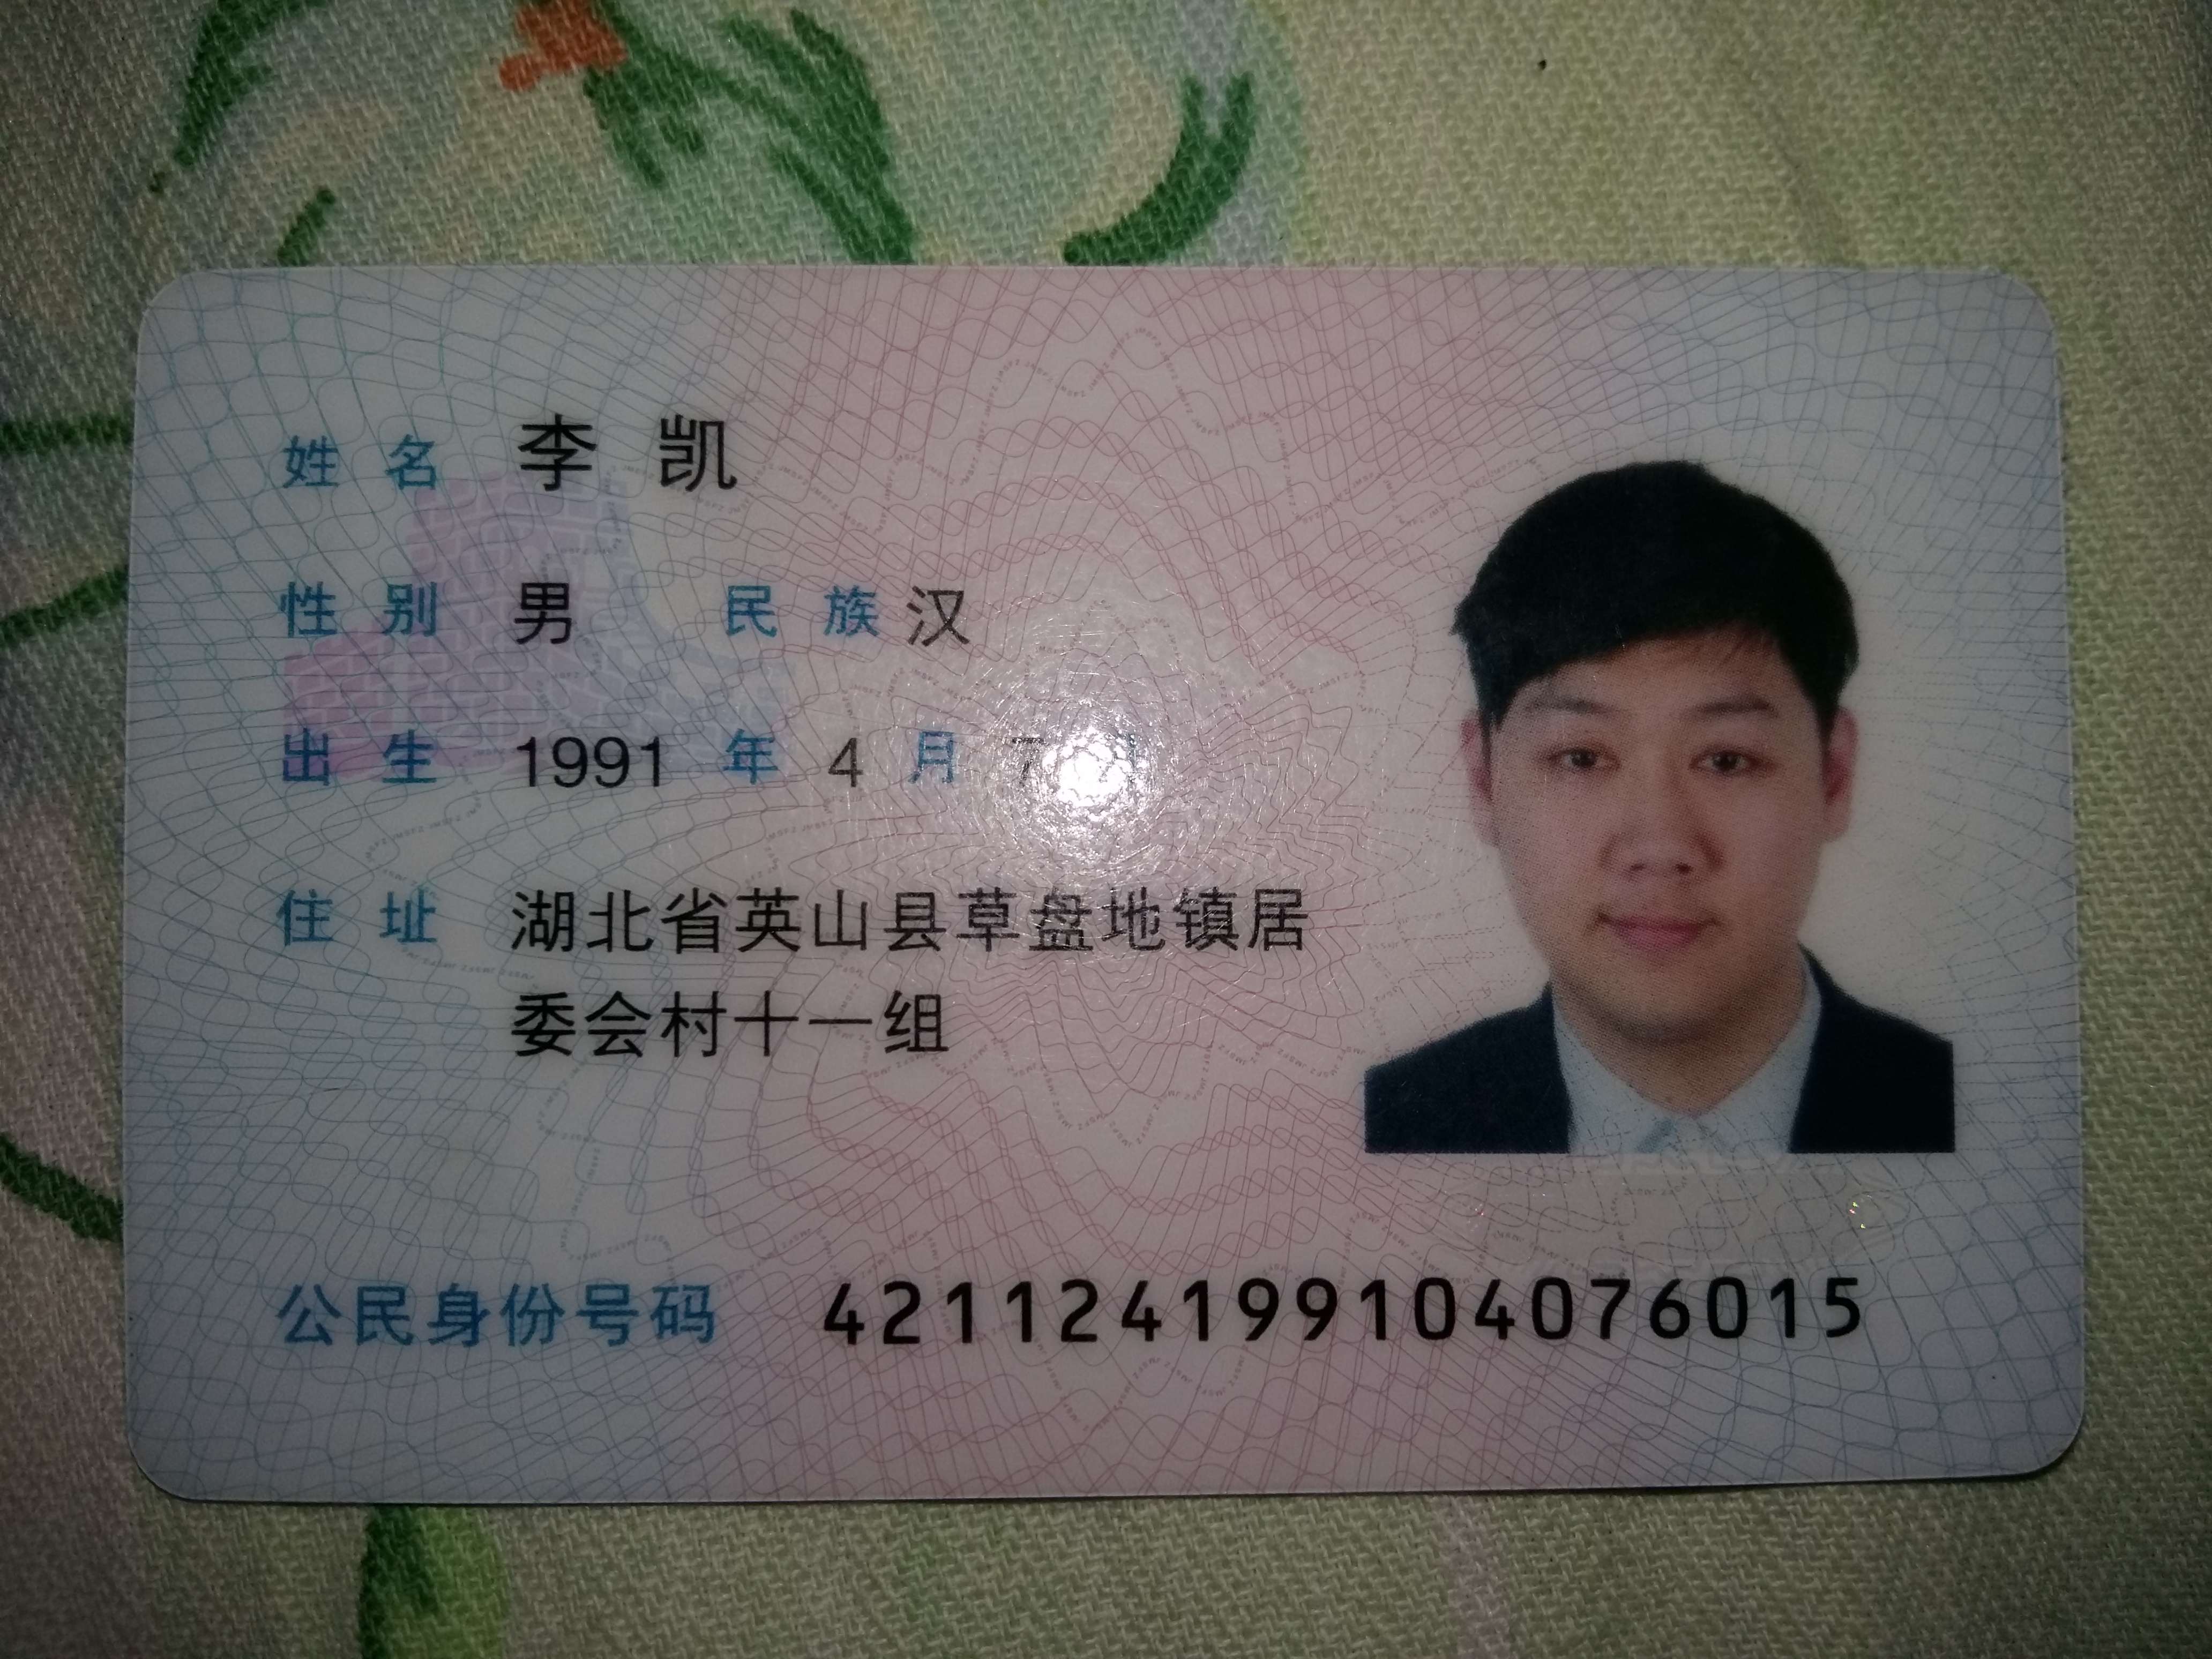 姓名 李凯
性别 男 民族 汉
出生 1991 年 4 月 7
住址 湖北省英山县草盘地镇居
委会村十一组
公民身份号码 421124199104076015